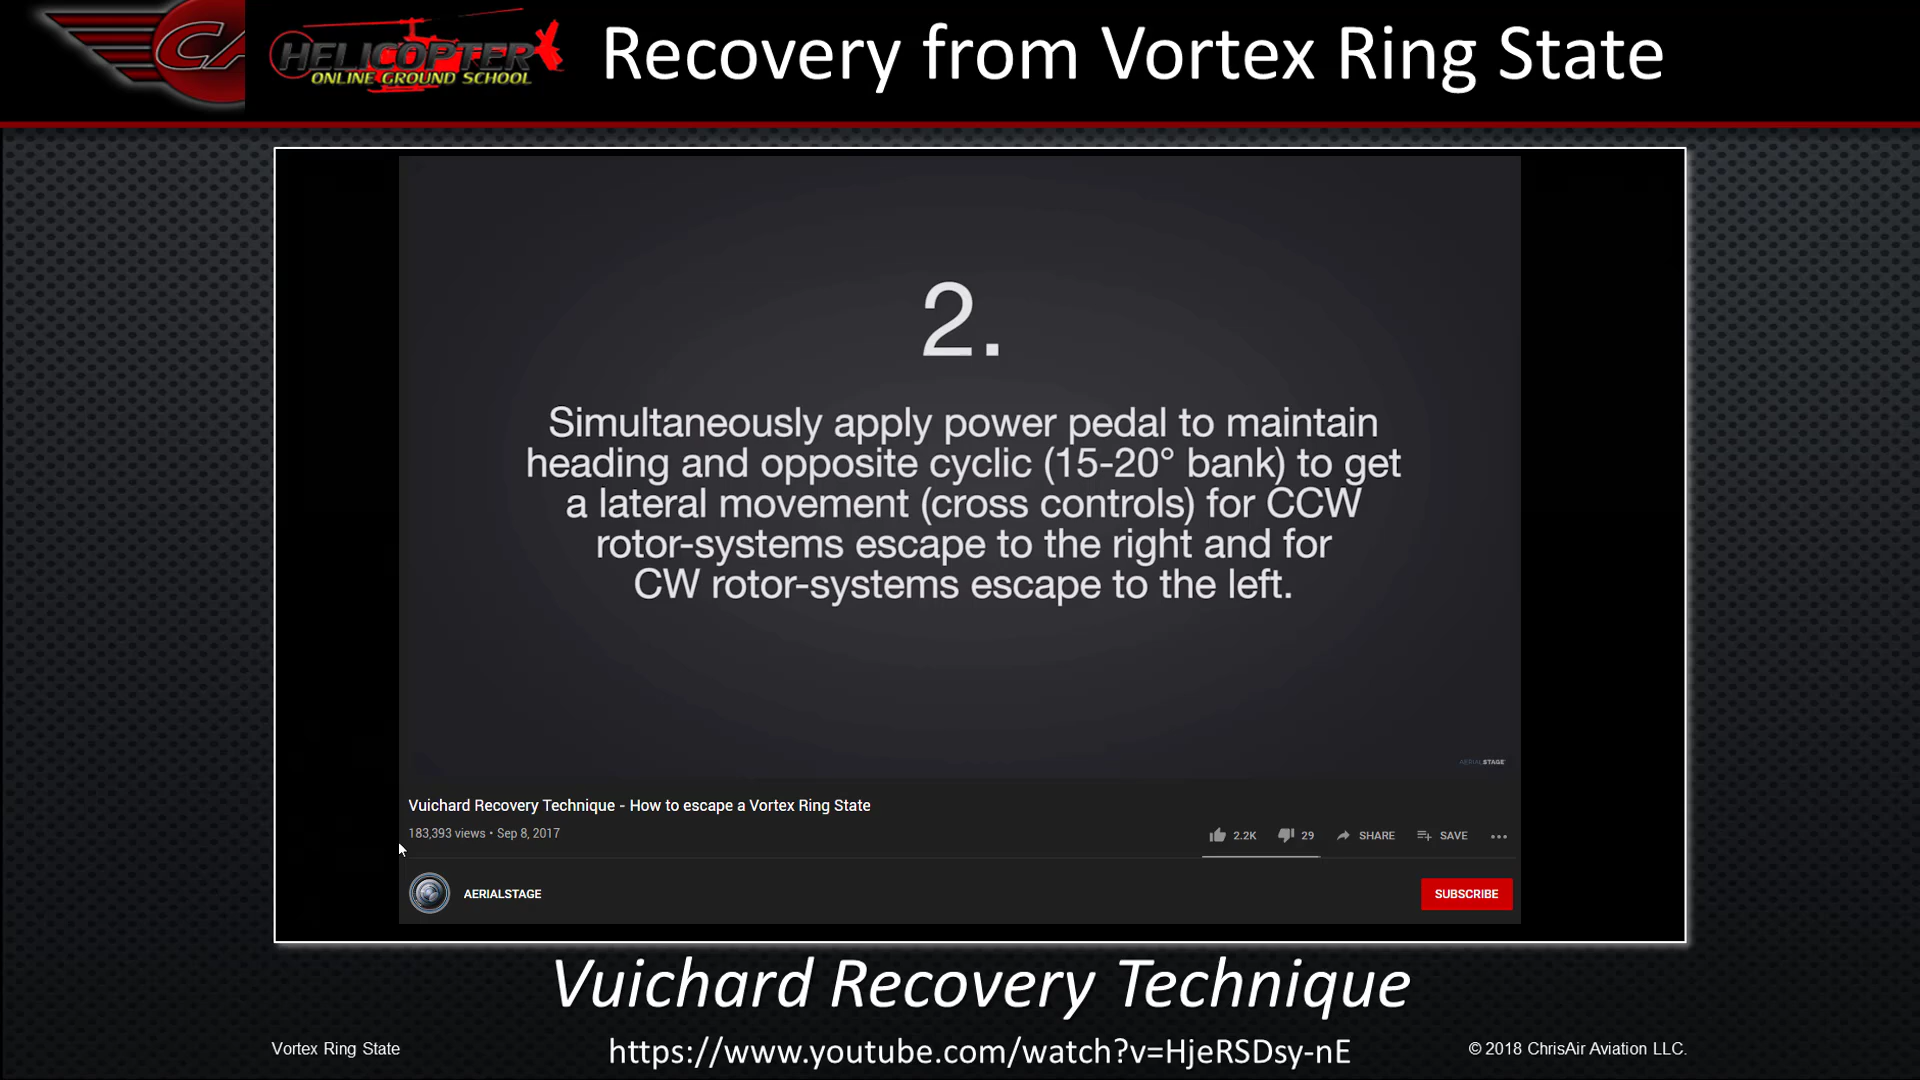 HELICOPTER
ONLINE GROUND SCHOOL
Recovery from Vortex Ring State
2.
Simultaneously apply power pedal to maintain
heading and opposite cyclic (15-20° bank) to get
a lateral movement (cross controls) for CCW
rotor-systems escape to the right and for
CW rotor-systems escape to the left.
AERIALSTAGE
Vuichard Recovery Technique - How to escape a Vortex Ring State
183,393 views • Sep 8, 2017
2.2K 29 SHARE SAVE
AERIALSTAGE
SUBSCRIBE
Vuichard Recovery Technique
Vortex Ring State
https://www.youtube.com/watch?v=HjeRSDsy-nE
© 2018 ChrisAir Aviation LLC.